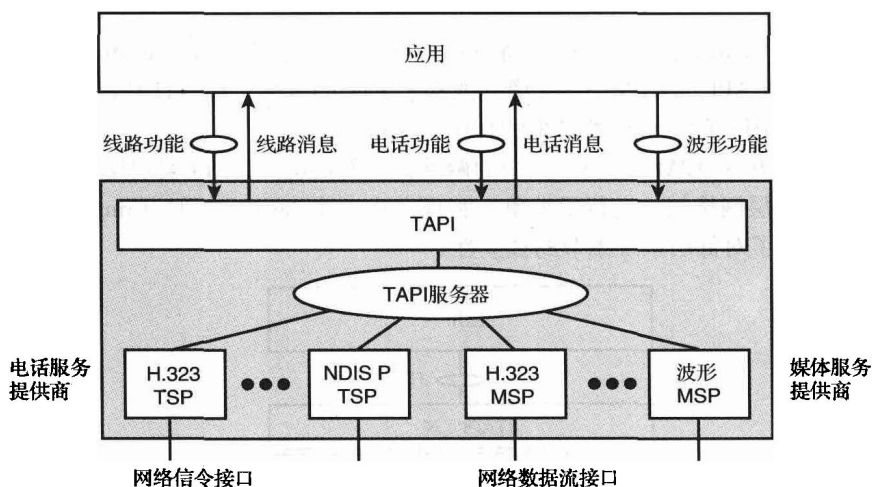 应用
线路功能
线路消息
电话功能
电话消息
波形功能
TAPI
TAPI服务器
电话服务
提供商
H.323
TSP
NDIS P
TSP
H.323
MSP
波形
MSP
媒体服务
提供商
网络信令接口
网络数据流接口